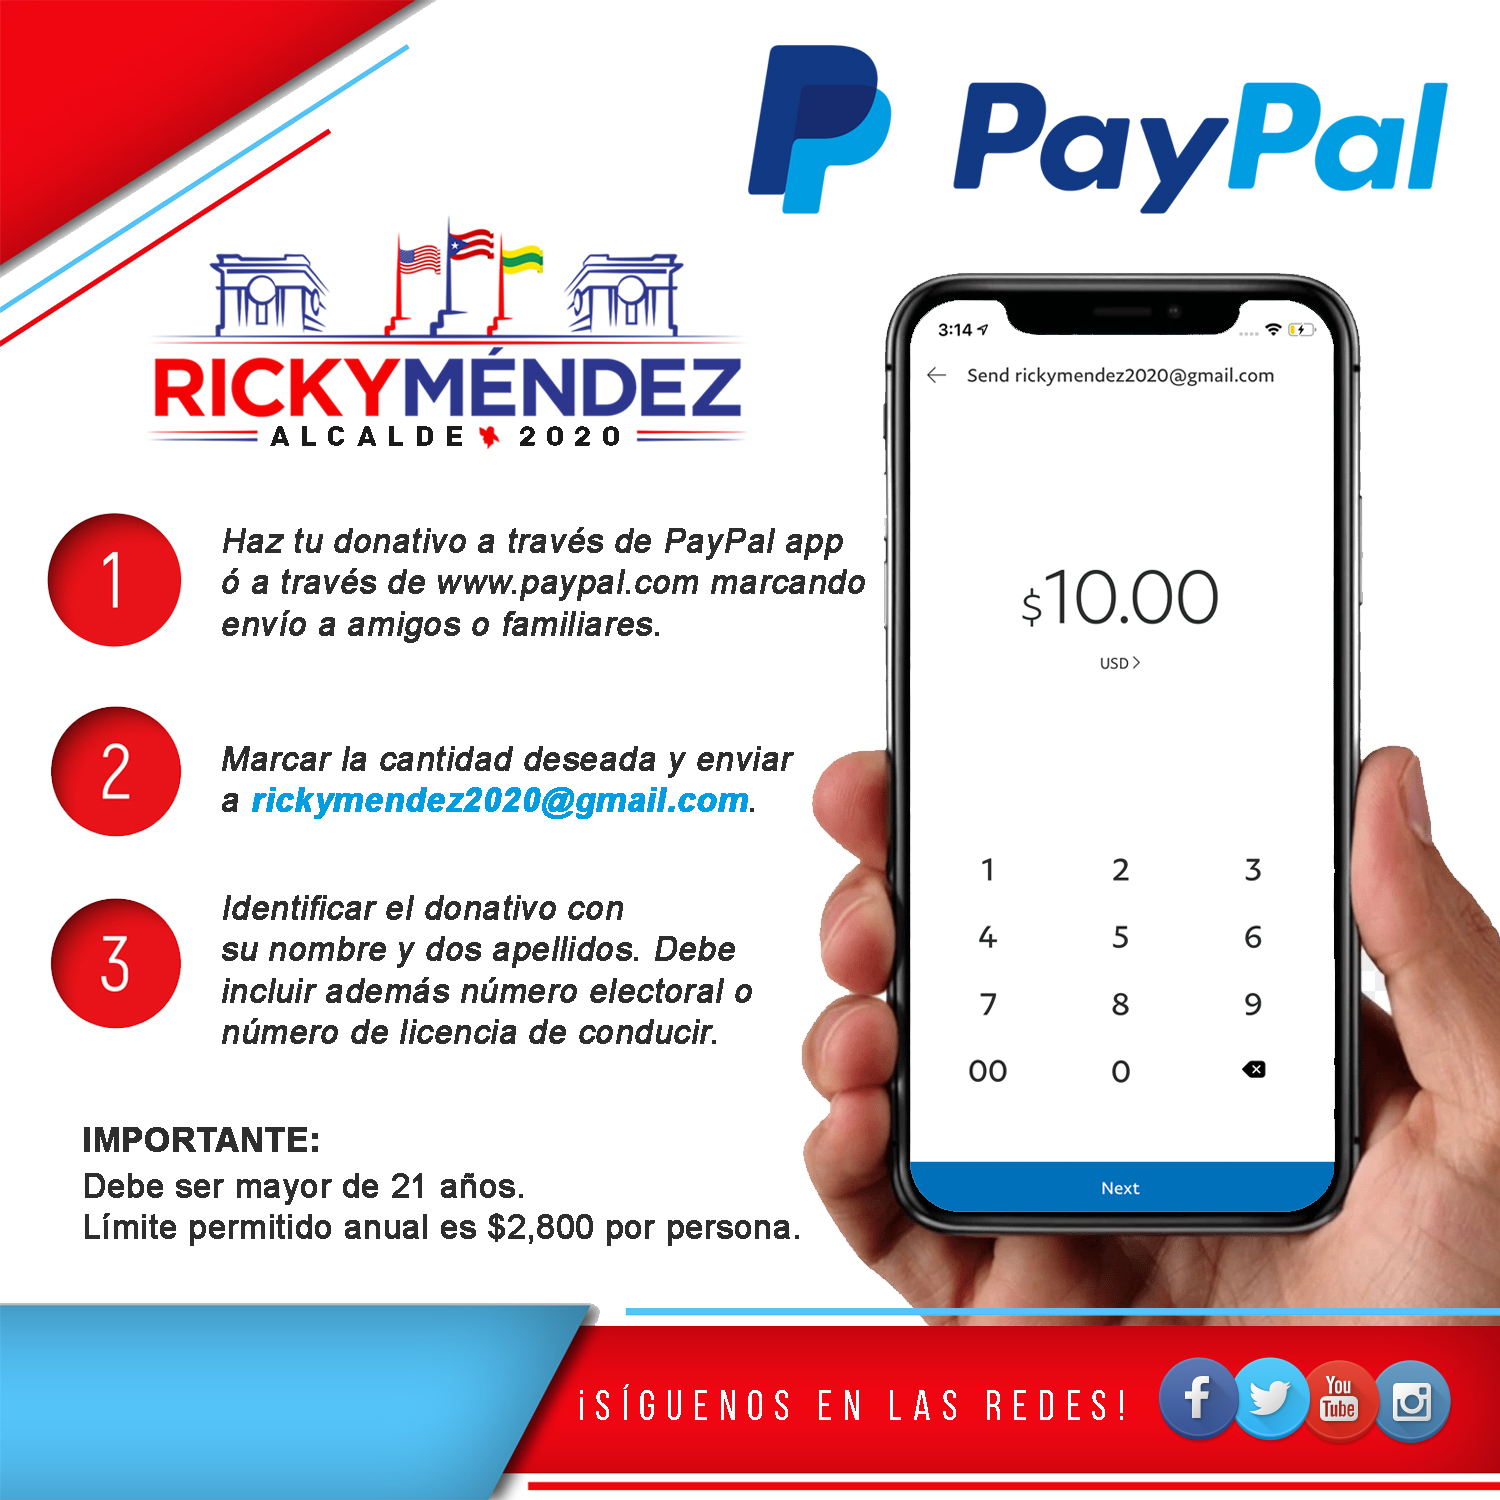 PayPal
RICKYMÉNDEZ
ALCALDE 2020
1
Haz tu donativo a través de PayPal app
ó a través de www.paypal.com marcando
envío a amigos o familiares.
2
Marcar la cantidad deseada y enviar
a rickymendez2020@gmail.com.
3
Identificar el donativo con
su nombre y dos apellidos. Debe
incluir además número electoral o
número de licencia de conducir.
IMPORTANTE:
Debe ser mayor de 21 años.
Límite permitido anual es $2,800 por persona.
3:14
Send rickymendez2020@gmail.com
$10.00
USD
1 2 3
4 5 6
7 8 9
00 0
Next
¡SÍGUENOS EN LAS REDES!
You
Tube